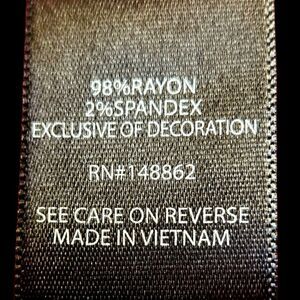 98%RAYON
2%SPANDEX
EXCLUSIVE OF DECORATION
RN#148862
SEE CARE ON REVERSE
MADE IN VIETNAM